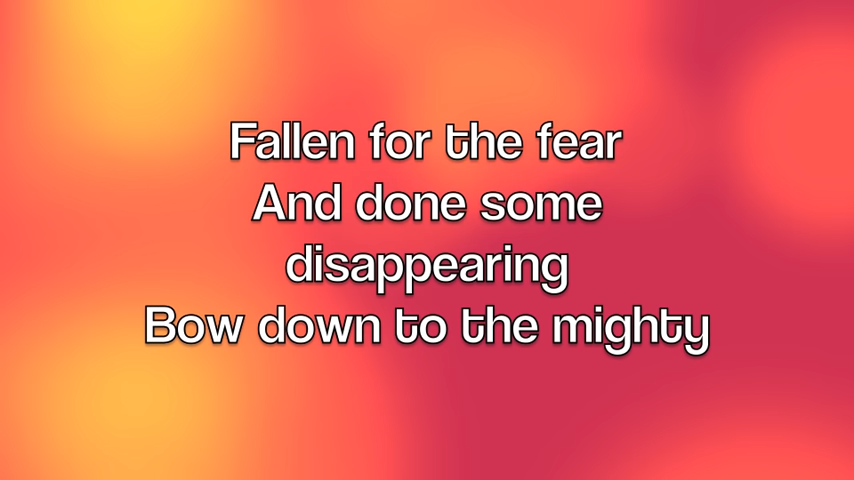 Fallen for the fear
And done some
disappearing
Bow down to the mighty